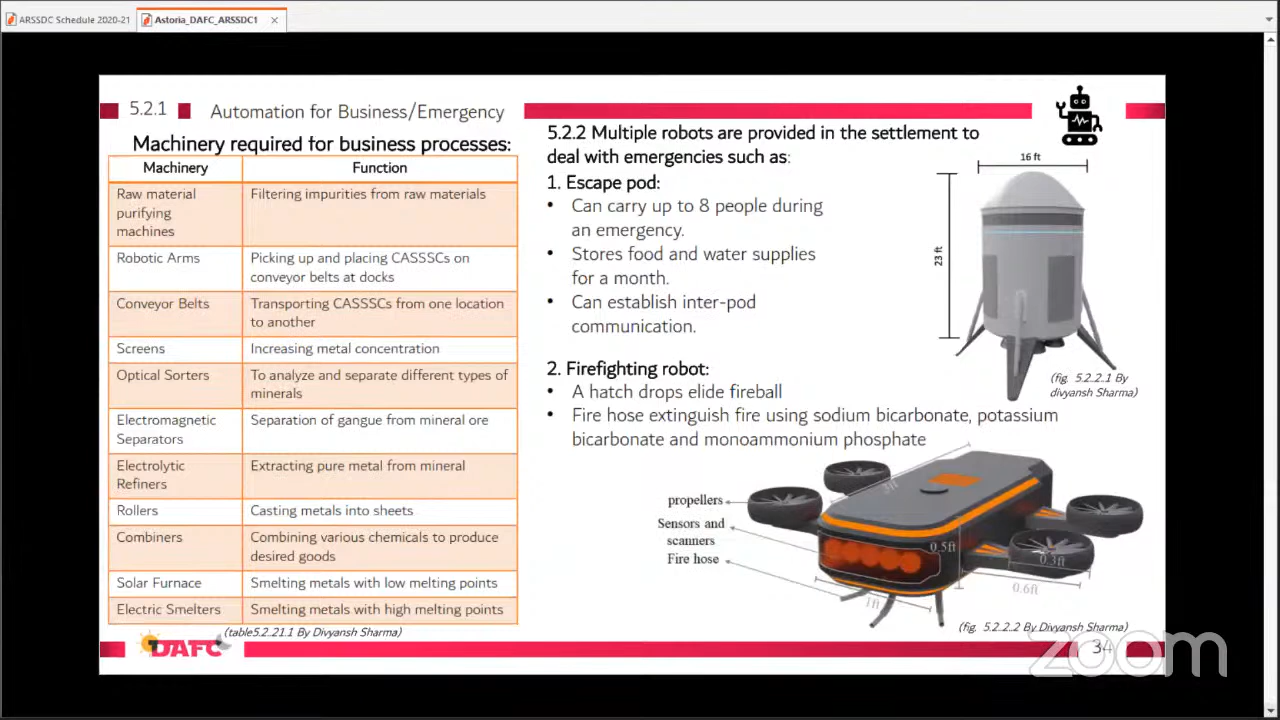 ARSSDC Schedule 2020-21
Astoria_DAFC_ARSSDC1
5.2.1
Automation for Business/Emergency
Machinery required for business processes:
Machinery
Function
Raw material
purifying
machines
Filtering impurities from raw materials
Robotic Arms
Picking up and placing CASSSCs on
conveyor belts at docks
Conveyor Belts
Transporting CASSSCs from one location
to another
Screens
Increasing metal concentration
Optical Sorters
To analyze and separate different types of
minerals
Electromagnetic
Separators
Separation of gangue from mineral ore
Electrolytic
Refiners
Extracting pure metal from mineral
Rollers
Casting metals into sheets
Combiners
Combining various chemicals to produce
desired goods
Solar Furnace
Smelting metals with low melting points
Electric Smelters
Smelting metals with high melting points
(table5.2.21.1 By Divyansh Sharma)
DAFC
5.2.2 Multiple robots are provided in the settlement to
deal with emergencies such as:
1. Escape pod:
• Can carry up to 8 people during
an emergency.
• Stores food and water supplies
for a month.
• Can establish inter-pod
communication.
16 ft
23 ft
(fig. 5.2.2.1 By
divyansh Sharma)
2. Firefighting robot:
• A hatch drops elide fireball
• Fire hose extinguish fire using sodium bicarbonate, potassium
bicarbonate and monoammonium phosphate
propellers
Sensors and
scanners
Fire hose
3ft
0.5ft
0.3ft
0.6ft
1ft
(fig. 5.2.2.2 By Divyansh Sharma)
34
zoom